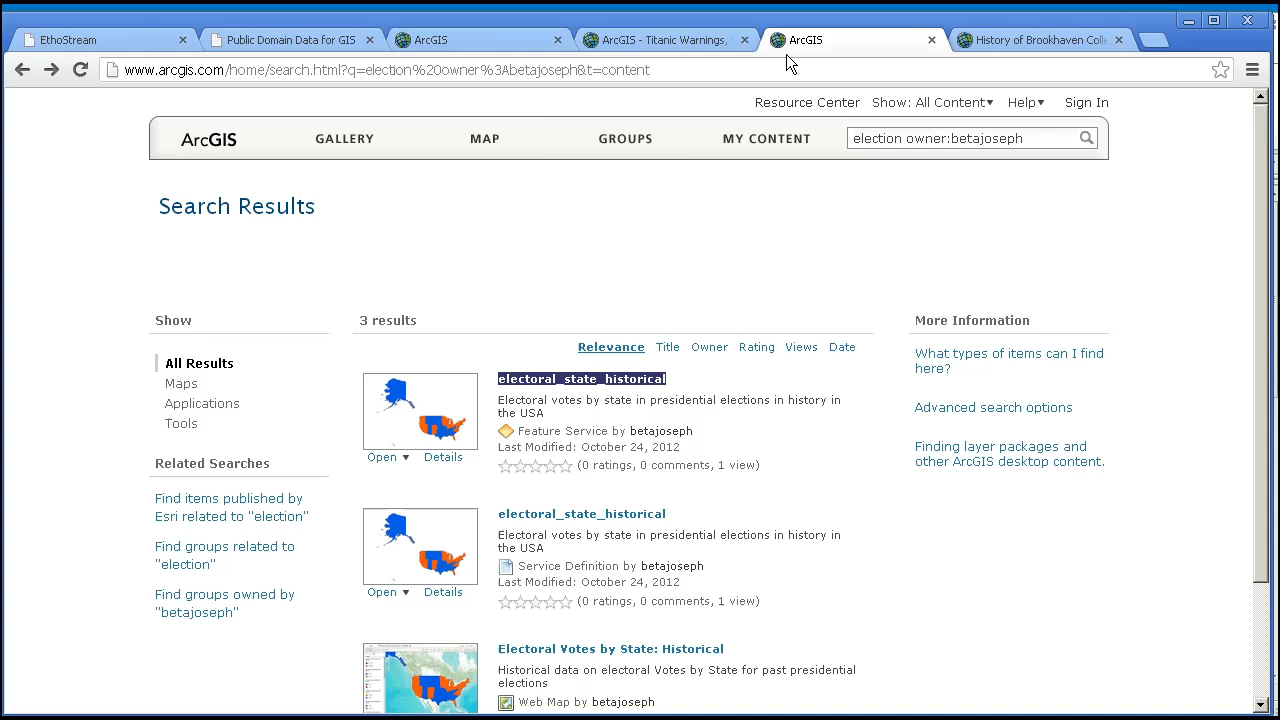 EthoStream
Public Domain Data for GIS
ArcGIS
ArcGIS - Titanic Warnings,
ArcGIS
History of Brookhaven Colle
www.arcgis.com/home/search.html?q=election%20owner%3Abetajoseph&t=content
Resource Center Show: All Content▾ Help▾ Sign In
ArcGIS GALLERY MAP GROUPS MY CONTENT election owner:betajoseph
Search Results
Show
All Results
Maps
Applications
Tools
Related Searches
Find items published by
Esri related to "election"
Find groups related to
"election"
Find groups owned by
"betajoseph"
3 results
Relevance Title Owner Rating Views Date
electoral_state_historical
Electoral votes by state in presidential elections in history in
the USA
Feature Service by betajoseph
Last Modified: October 24, 2012
(0 ratings, 0 comments, 1 view)
Open ▾ Details
electoral_state_historical
Electoral votes by state in presidential elections in history in
the USA
Service Definition by betajoseph
Last Modified: October 24, 2012
(0 ratings, 0 comments, 1 view)
Open ▾ Details
Electoral Votes by State: Historical
Historical data on electoral Votes by State for past presidential
elections
Web Map by betajoseph
More Information
What types of items can I find
here?
Advanced search options
Finding layer packages and
other ArcGIS desktop content.